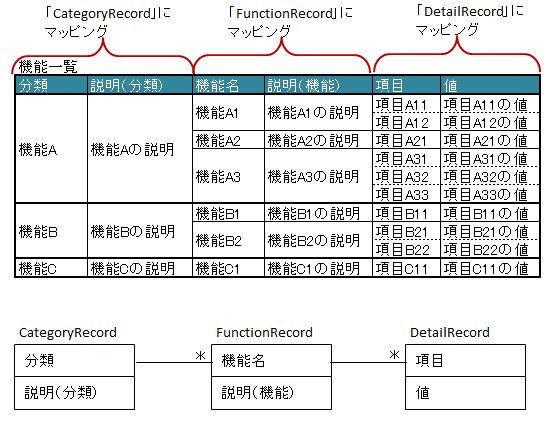 「CategoryRecord」に
マッピング
「FunctionRecord」に
マッピング
「DetailRecord」に
マッピング
機能一覧
分類 説明(分類) 機能名 説明(機能) 項目 値
機能A 機能Aの説明 機能A1 機能A1の説明 項目A11 項目A11の値
項目A12 項目A12の値
機能A2 機能A2の説明 項目A21 項目A21の値
機能A3 機能A3の説明 項目A31 項目A31の値
項目A32 項目A32の値
項目A33 項目A33の値
機能B 機能Bの説明 機能B1 機能B1の説明 項目B11 項目B11の値
機能B2 機能B2の説明 項目B21 項目B21の値
項目B22 項目B22の値
機能C 機能Cの説明 機能C1 機能C1の説明 項目C11 項目C11の値
CategoryRecord FunctionRecord DetailRecord
分類 * 機能名 * 項目
説明(分類) 説明(機能) 値